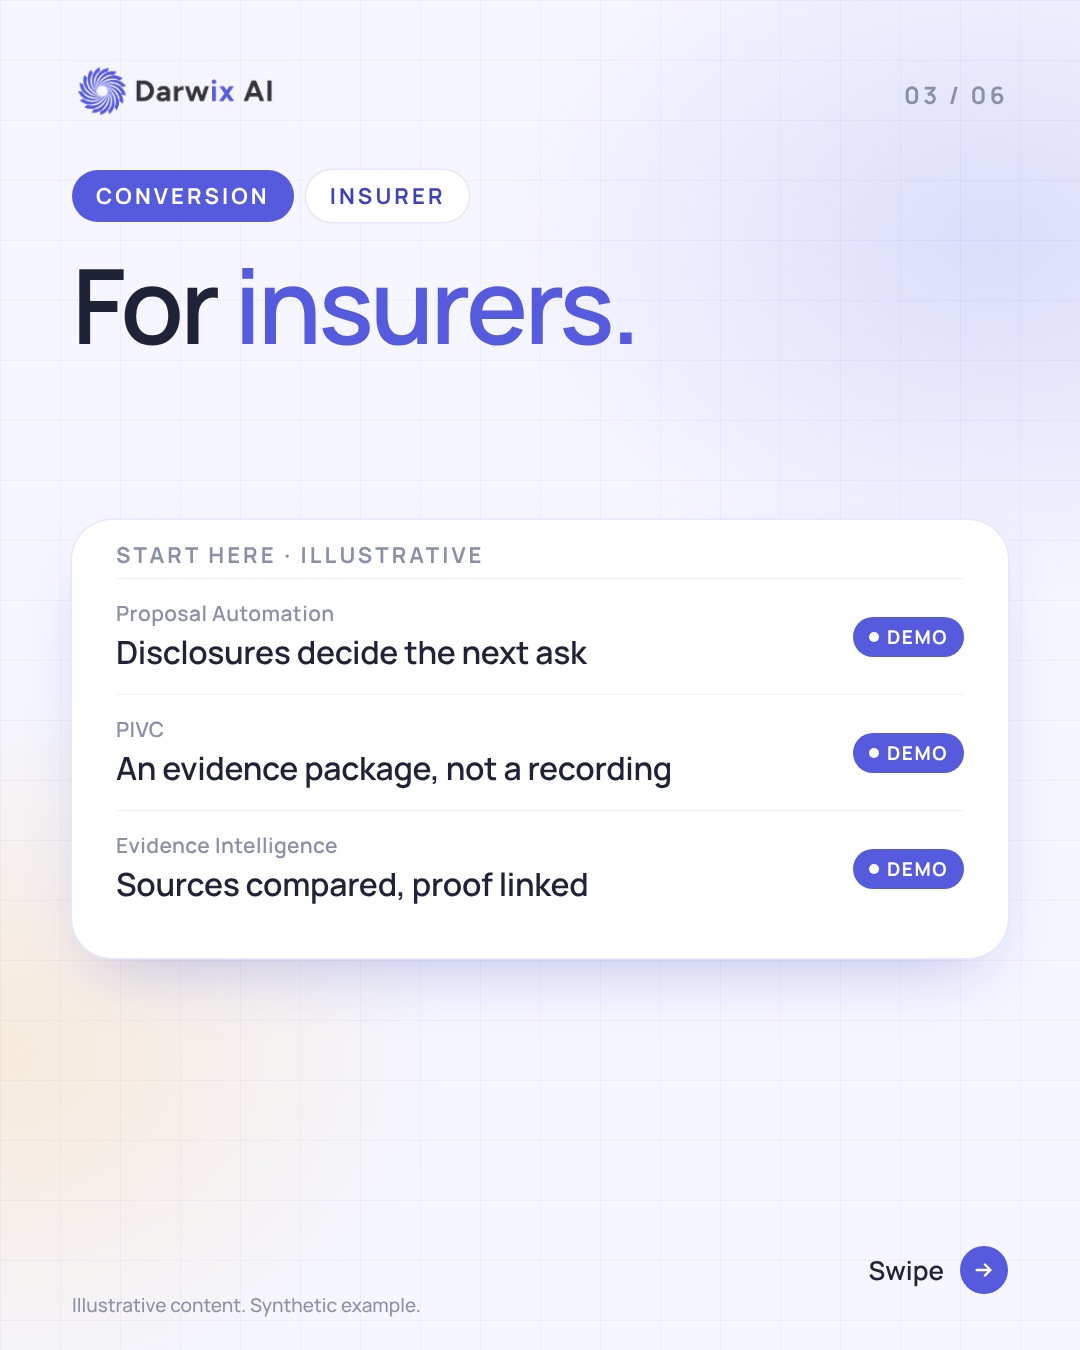 Darwix AI
03 / 06
CONVERSION
INSURER
For insurers.
START HERE · ILLUSTRATIVE
Proposal Automation
Disclosures decide the next ask
DEMO
PIVC
An evidence package, not a recording
DEMO
Evidence Intelligence
Sources compared, proof linked
DEMO
Swipe
Illustrative content. Synthetic example.